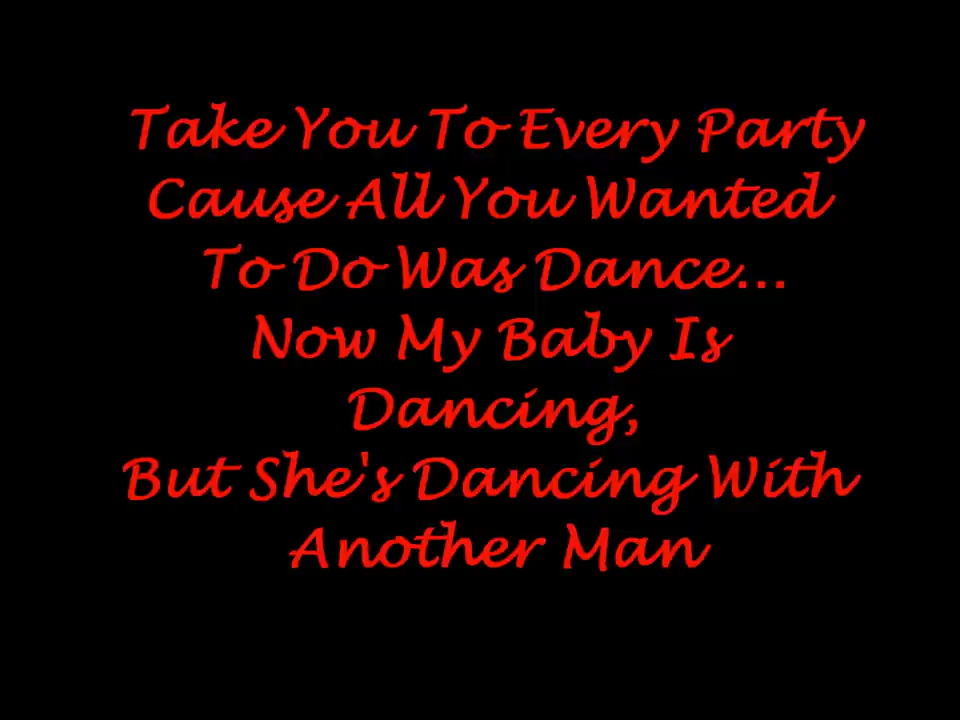 Take You To Every Party
Cause All You Wanted
To Do Was Dance...
Now My Baby Is
Dancing,
But She's Dancing With
Another Man